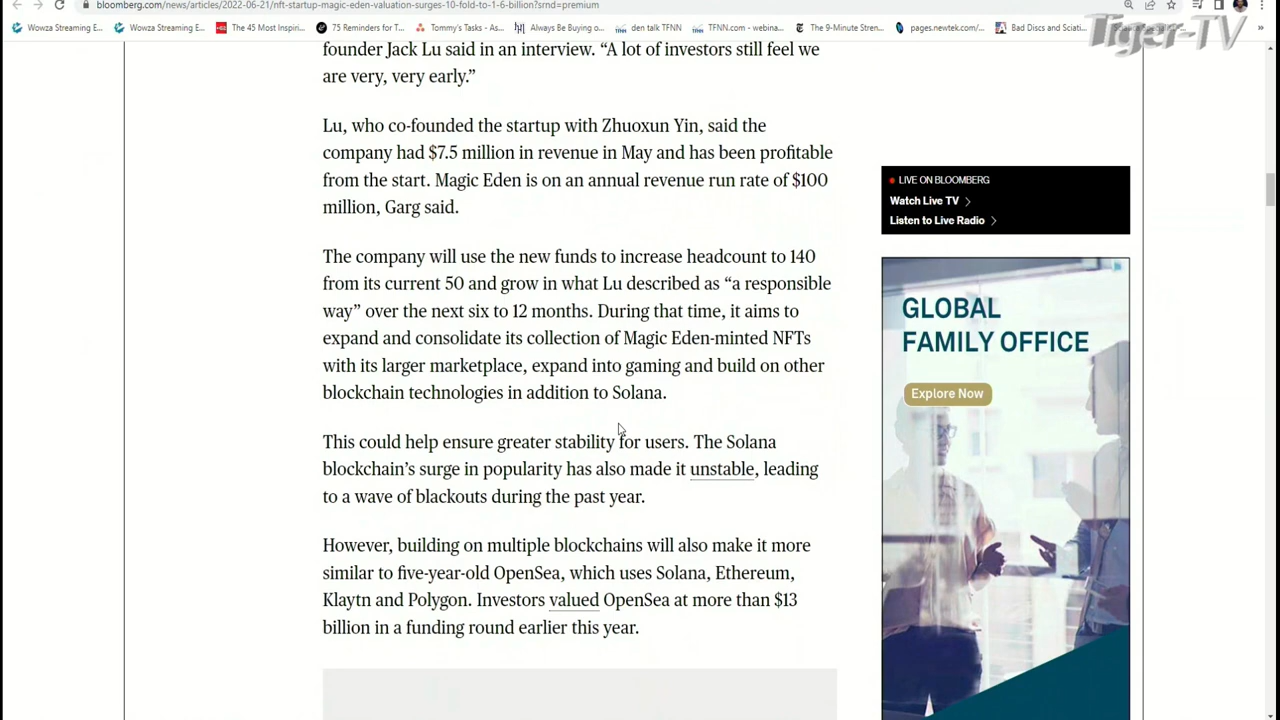 bloomberg.com/news/articles/2022-06-21/nft-startup-magic-eden-valuation-surges-10-fold-to-1-6-billion?srnd=premium
Wowza Streaming E... Wowza Streaming E... The 45 Most Inspiri... 75 Reminders for T... Tommy's Tasks - As... Always Be Buying o... den talk TFNN TFNN.com - webina... The 9-Minute Stren... pages.newtek.com/... Bad Discs and Sciati...
Tiger-TV
founder Jack Lu said in an interview. “A lot of investors still feel we
are very, very early.”
Lu, who co-founded the startup with Zhuoxun Yin, said the
company had $7.5 million in revenue in May and has been profitable
from the start. Magic Eden is on an annual revenue run rate of $100
million, Garg said.
The company will use the new funds to increase headcount to 140
from its current 50 and grow in what Lu described as “a responsible
way” over the next six to 12 months. During that time, it aims to
expand and consolidate its collection of Magic Eden-minted NFTs
with its larger marketplace, expand into gaming and build on other
blockchain technologies in addition to Solana.
This could help ensure greater stability for users. The Solana
blockchain’s surge in popularity has also made it unstable, leading
to a wave of blackouts during the past year.
However, building on multiple blockchains will also make it more
similar to five-year-old OpenSea, which uses Solana, Ethereum,
Klaytn and Polygon. Investors valued OpenSea at more than $13
billion in a funding round earlier this year.
LIVE ON BLOOMBERG
Watch Live TV
Listen to Live Radio
GLOBAL
FAMILY OFFICE
Explore Now